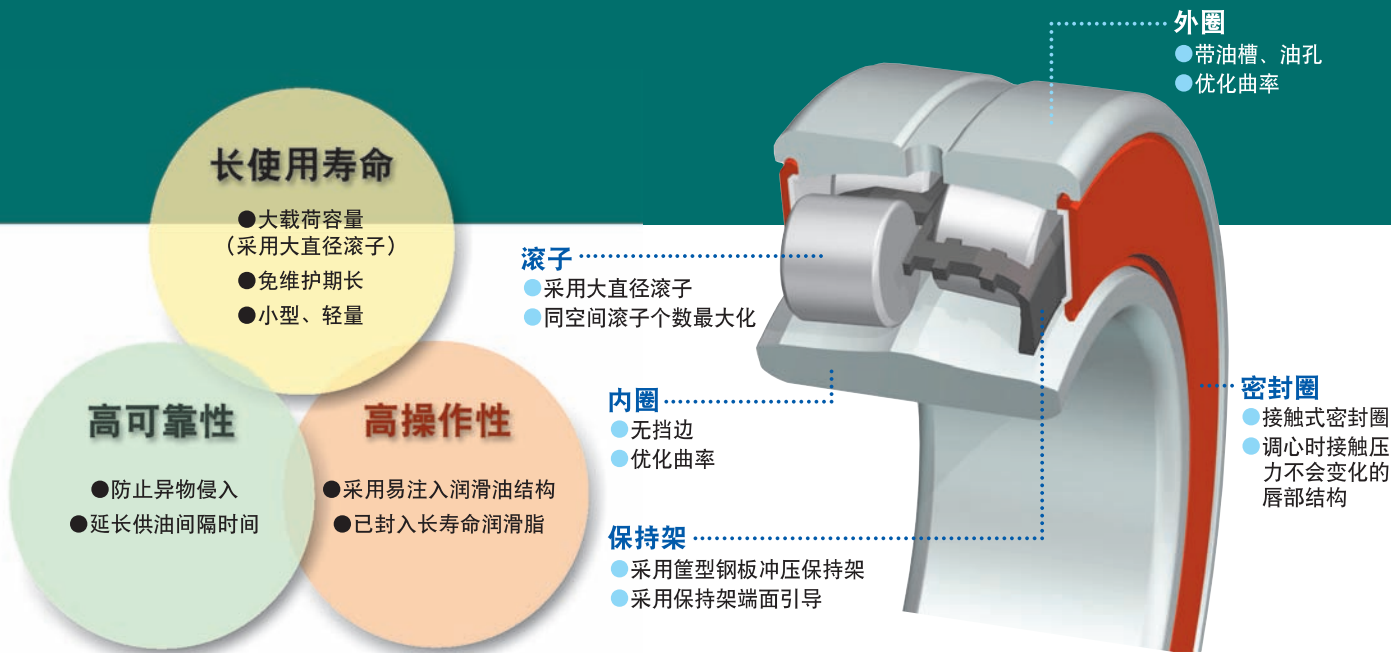 长使用寿命
●大载荷容量
（采用大直径滚子）
●免维护期长
●小型、轻量
高可靠性
●防止异物侵入
●延长供油间隔时间
高操作性
●采用易注入润滑油结构
●已封入长寿命润滑脂
外圈
●带油槽、油孔
●优化曲率
滚子
●采用大直径滚子
●同空间滚子个数最大化
内圈
●无挡边
●优化曲率
保持架
●采用筐型钢板冲压保持架
●采用保持架端面引导
密封圈
●接触式密封圈
●调心时接触压
力不会变化的
唇部结构